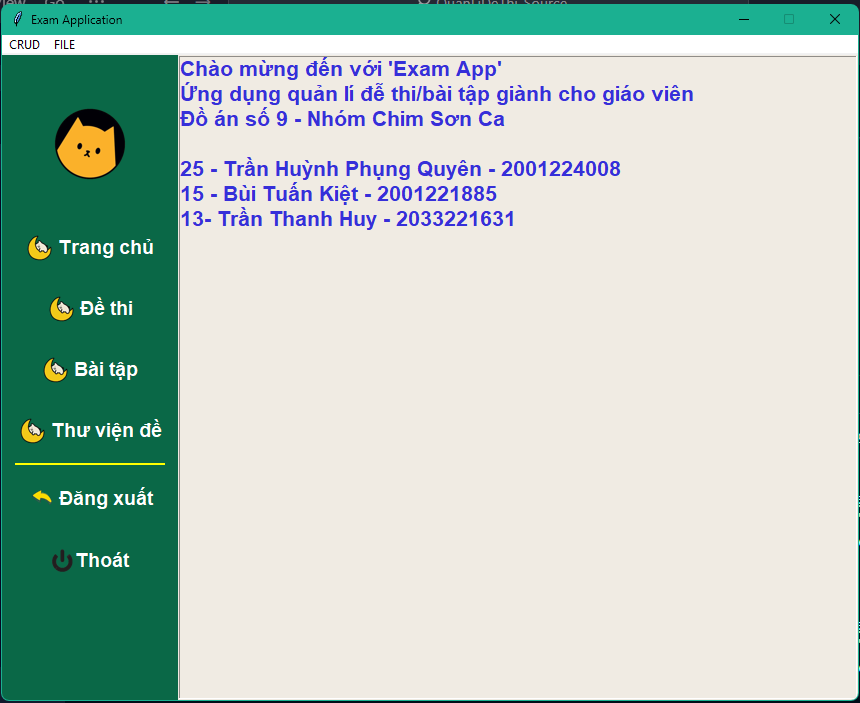 Exam Application
CRUD FILE
Chào mừng đến với 'Exam App'
Ứng dụng quản lí đễ thi/bài tập giành cho giáo viên
Đồ án số 9 - Nhóm Chim Sơn Ca
25 - Trần Huỳnh Phụng Quyên - 2001224008
15 - Bùi Tuấn Kiệt - 2001221885
13- Trần Thanh Huy - 2033221631
Trang chủ
Đề thi
Bài tập
Thư viện đề
Đăng xuất
Thoát